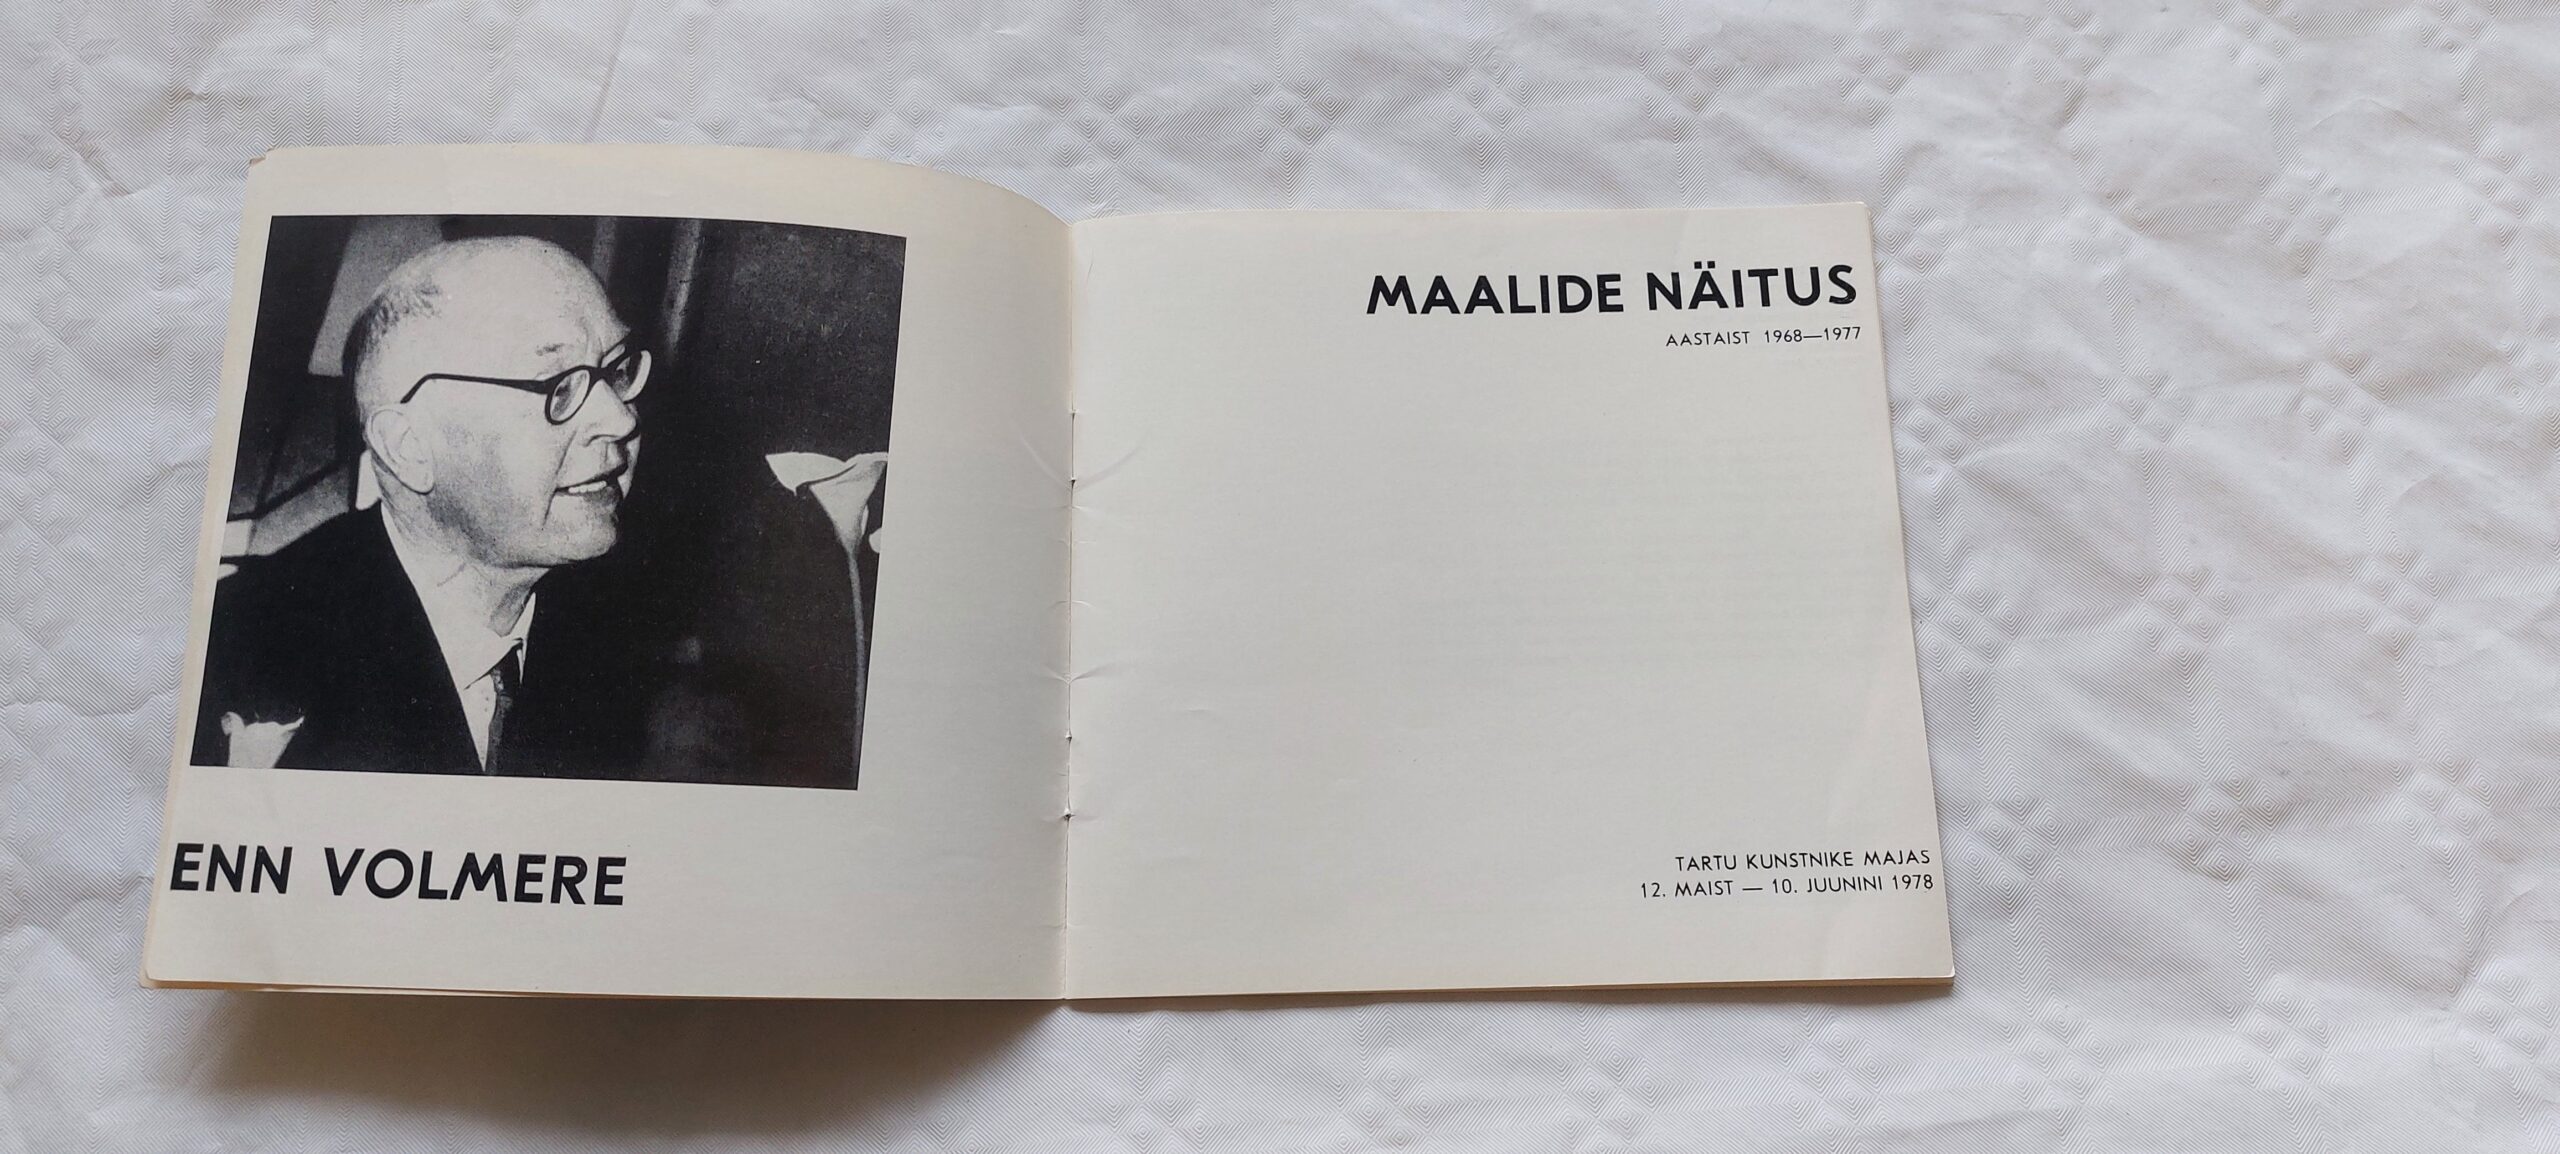 ENN VOLMERE
MAALIDE NÄITUS
AASTAIST 1968—1977
TARTU KUNSTNIKE MAJAS
12. MAIST — 10. JUUNINI 1978